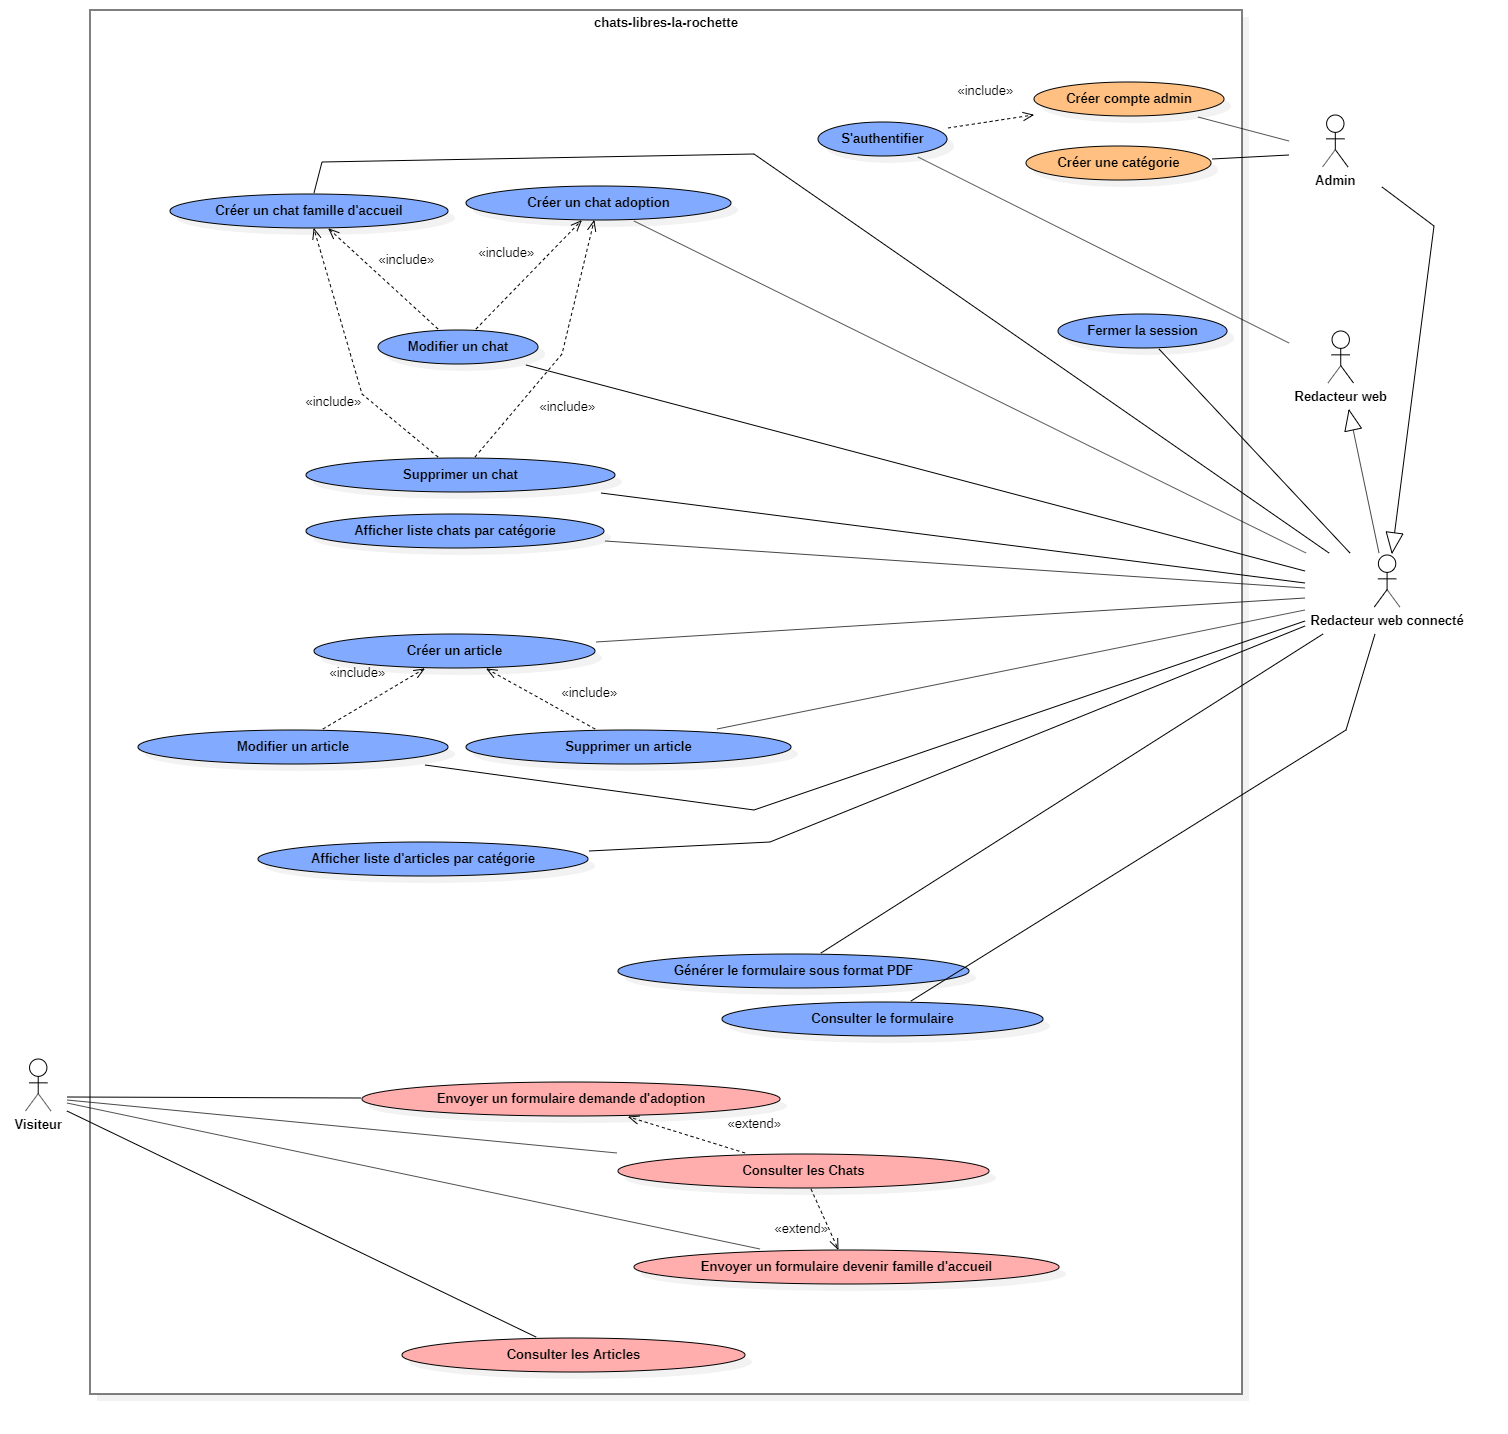 chats-libres-la-rochette
«include»
Créer compte admin
S'authentifier
Créer une catégorie
Admin
Créer un chat famille d'accueil
Créer un chat adoption
«include»
«include»
Fermer la session
Modifier un chat
Redacteur web
«include»
«include»
Supprimer un chat
Afficher liste chats par catégorie
Redacteur web connecté
Créer un article
«include»
«include»
Modifier un article
Supprimer un article
Afficher liste d'articles par catégorie
Générer le formulaire sous format PDF
Consulter le formulaire
Envoyer un formulaire demande d'adoption
Visiteur
«extend»
Consulter les Chats
«extend»
Envoyer un formulaire devenir famille d'accueil
Consulter les Articles